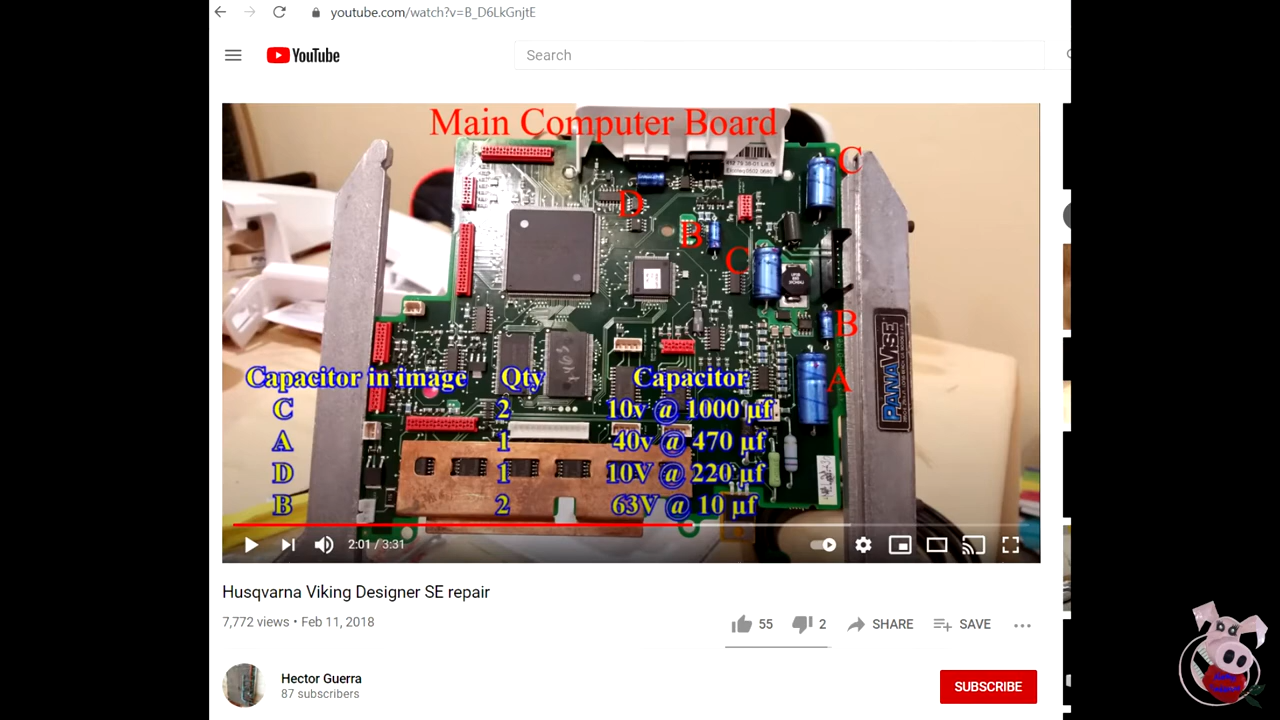 youtube.com/watch?v=B_D6LkGnjtE
YouTube
Search
Main Computer Board
C
D
B
C
B
A
PANAVISE
Capacitor in image Qty Capacitor
C 2 10v @ 1000 µf
A 1 40v @ 470 µf
D 1 10V @ 220 µf
B 2 63V @ 10 µf
2:01 / 3:31
Husqvarna Viking Designer SE repair
7,772 views • Feb 11, 2018
55 2 SHARE SAVE
Hector Guerra
87 subscribers
SUBSCRIBE